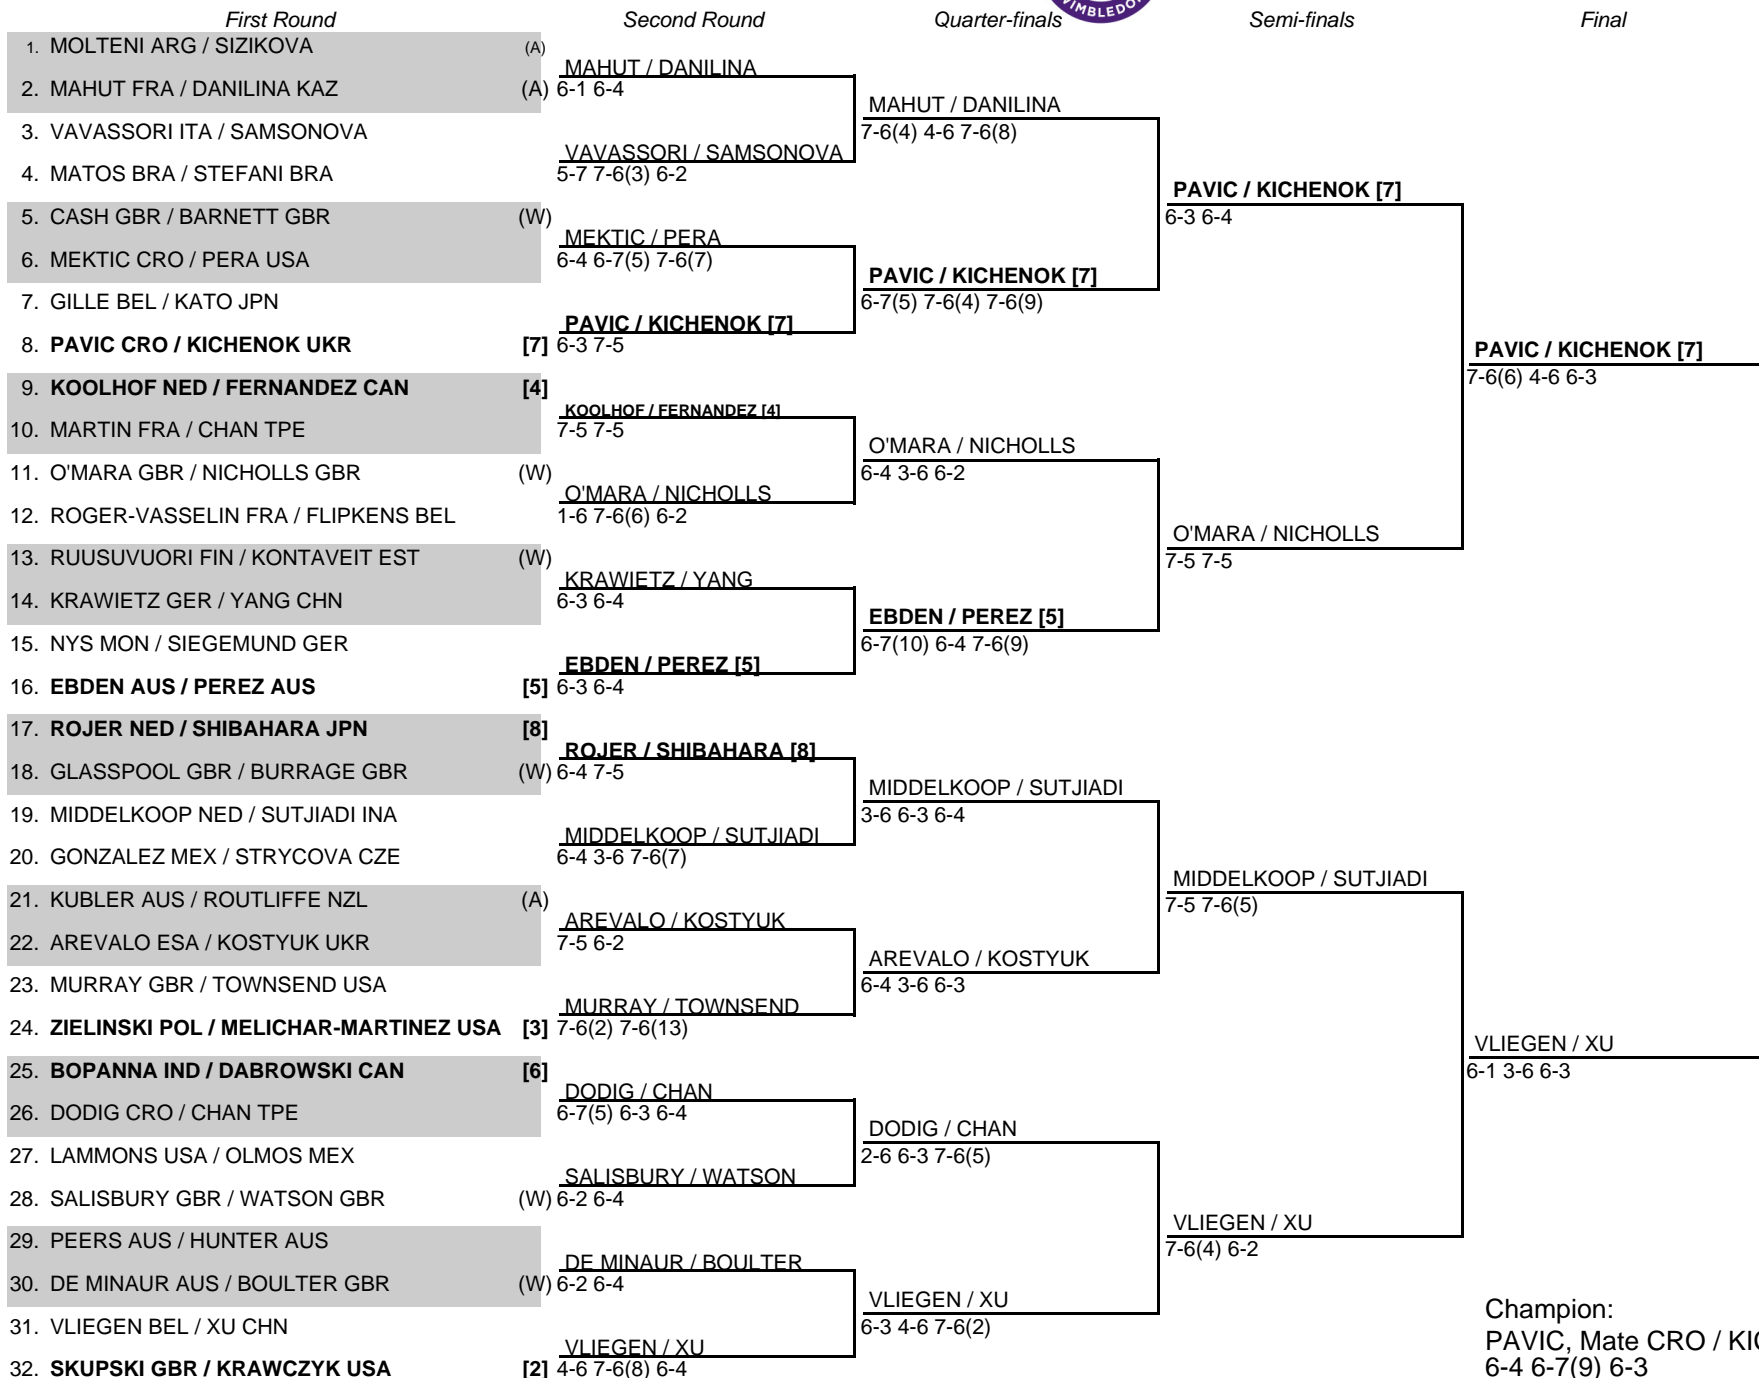 First Round Second Round Quarter-finals Semi-finals Final
WIMBLEDON
1. MOLTENI ARG / SIZIKOVA (A)
2. MAHUT FRA / DANILINA KAZ (A)
3. VAVASSORI ITA / SAMSONOVA
4. MATOS BRA / STEFANI BRA
5. CASH GBR / BARNETT GBR (W)
6. MEKTIC CRO / PERA USA
7. GILLE BEL / KATO JPN
8. PAVIC CRO / KICHENOK UKR [7]
9. KOOLHOF NED / FERNANDEZ CAN [4]
10. MARTIN FRA / CHAN TPE
11. O'MARA GBR / NICHOLLS GBR (W)
12. ROGER-VASSELIN FRA / FLIPKENS BEL
13. RUUSUVUORI FIN / KONTAVEIT EST (W)
14. KRAWIETZ GER / YANG CHN
15. NYS MON / SIEGEMUND GER
16. EBDEN AUS / PEREZ AUS [5]
17. ROJER NED / SHIBAHARA JPN [8]
18. GLASSPOOL GBR / BURRAGE GBR (W)
19. MIDDELKOOP NED / SUTJIADI INA
20. GONZALEZ MEX / STRYCOVA CZE
21. KUBLER AUS / ROUTLIFFE NZL (A)
22. AREVALO ESA / KOSTYUK UKR
23. MURRAY GBR / TOWNSEND USA
24. ZIELINSKI POL / MELICHAR-MARTINEZ USA [3]
25. BOPANNA IND / DABROWSKI CAN [6]
26. DODIG CRO / CHAN TPE
27. LAMMONS USA / OLMOS MEX
28. SALISBURY GBR / WATSON GBR (W)
29. PEERS AUS / HUNTER AUS
30. DE MINAUR AUS / BOULTER GBR (W)
31. VLIEGEN BEL / XU CHN
32. SKUPSKI GBR / KRAWCZYK USA [2]
MAHUT / DANILINA
6-1 6-4
VAVASSORI / SAMSONOVA
5-7 7-6(3) 6-2
MEKTIC / PERA
6-4 6-7(5) 7-6(7)
PAVIC / KICHENOK [7]
6-3 7-5
KOOLHOF / FERNANDEZ [4]
7-5 7-5
O'MARA / NICHOLLS
1-6 7-6(6) 6-2
KRAWIETZ / YANG
6-3 6-4
EBDEN / PEREZ [5]
6-3 6-4
ROJER / SHIBAHARA [8]
6-4 7-5
MIDDELKOOP / SUTJIADI
6-4 3-6 7-6(7)
AREVALO / KOSTYUK
7-5 6-2
MURRAY / TOWNSEND
7-6(2) 7-6(13)
DODIG / CHAN
6-7(5) 6-3 6-4
SALISBURY / WATSON
6-2 6-4
DE MINAUR / BOULTER
6-2 6-4
VLIEGEN / XU
4-6 7-6(8) 6-4
MAHUT / DANILINA
7-6(4) 4-6 7-6(8)
PAVIC / KICHENOK [7]
6-7(5) 7-6(4) 7-6(9)
O'MARA / NICHOLLS
6-4 3-6 6-2
EBDEN / PEREZ [5]
6-7(10) 6-4 7-6(9)
MIDDELKOOP / SUTJIADI
3-6 6-3 6-4
AREVALO / KOSTYUK
6-4 3-6 6-3
DODIG / CHAN
2-6 6-3 7-6(5)
VLIEGEN / XU
6-3 4-6 7-6(2)
PAVIC / KICHENOK [7]
6-3 6-4
O'MARA / NICHOLLS
7-5 7-5
MIDDELKOOP / SUTJIADI
7-5 7-6(5)
VLIEGEN / XU
7-6(4) 6-2
PAVIC / KICHENOK [7]
7-6(6) 4-6 6-3
VLIEGEN / XU
6-1 3-6 6-3
Champion:
PAVIC, Mate CRO / KIC
6-4 6-7(9) 6-3